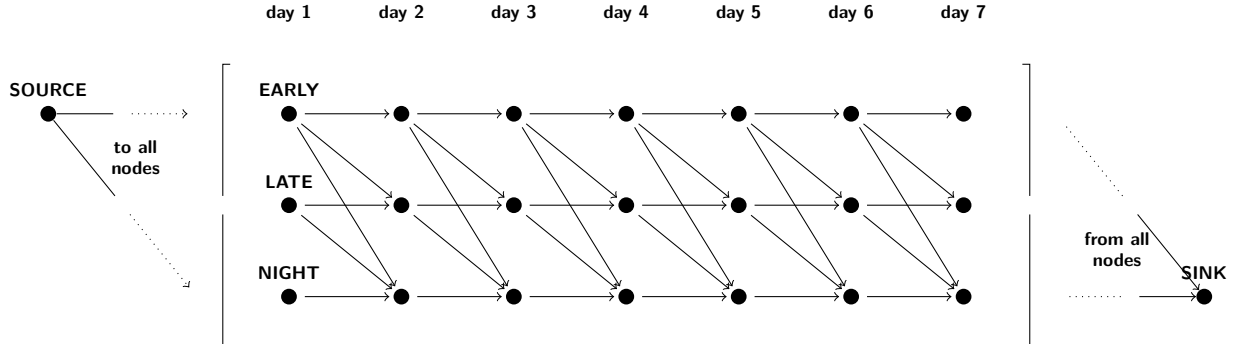 day 1 day 2 day 3 day 4 day 5 day 6 day 7
SOURCE
EARLY
to all
nodes
LATE
NIGHT
from all
nodes
SINK